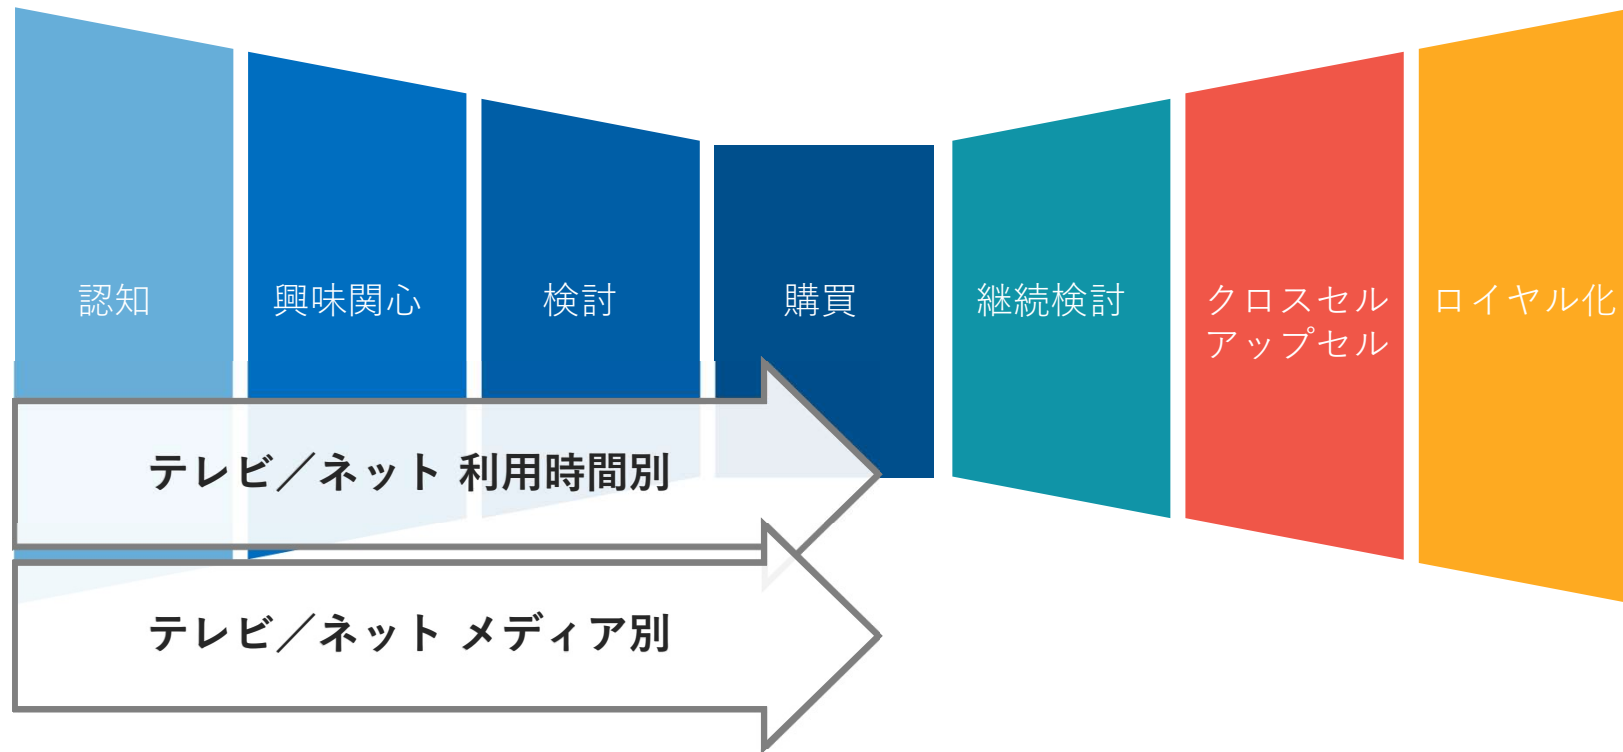 認知
興味関心
検討
購買
継続検討
クロスセル
アップセル
ロイヤル化
テレビ／ネット 利用時間別
テレビ／ネット メディア別